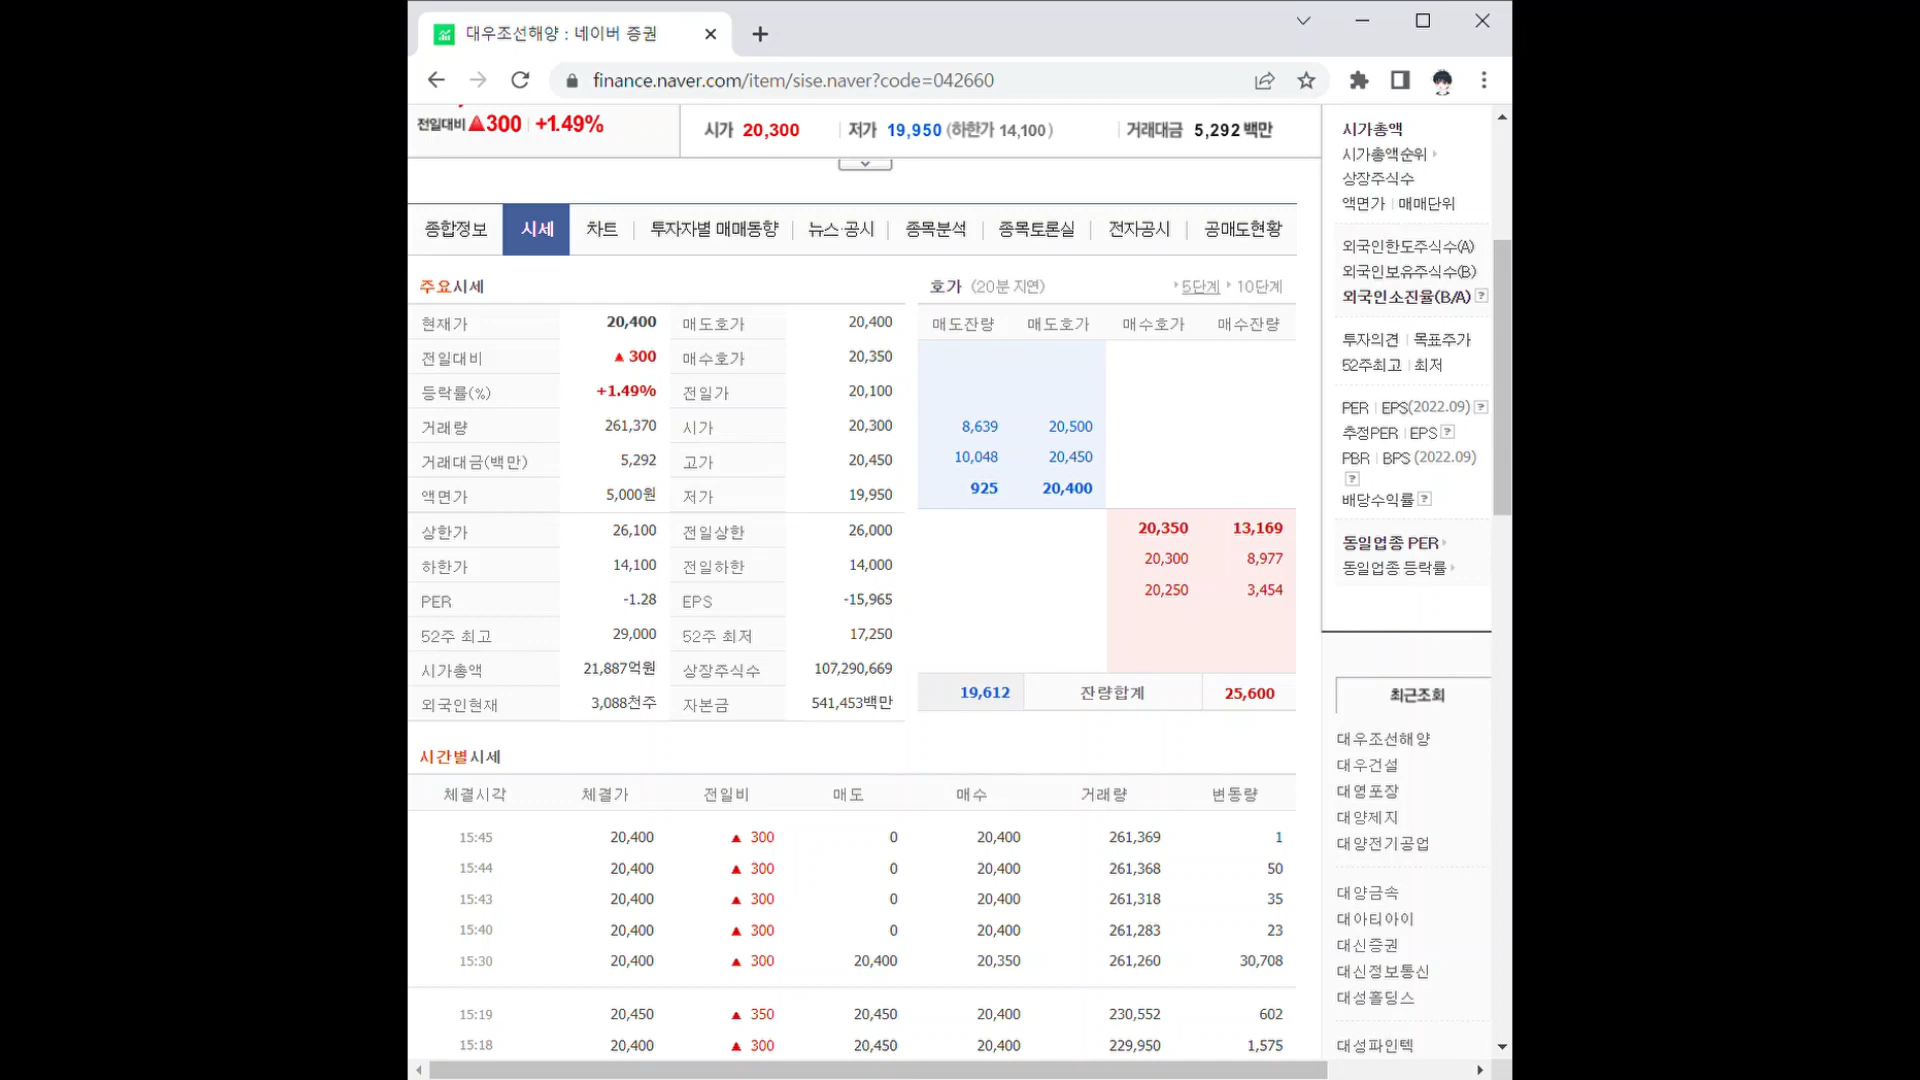 대우조선해양 : 네이버 증권
finance.naver.com/item/sise.naver?code=042660
전일대비 ▲300 +1.49%
시가 20,300 저가 19,950 (하한가 14,100) 거래대금 5,292 백만
종합정보 시세 차트 투자자별 매매동향 뉴스·공시 종목분석 종목토론실 전자공시 공매도현황
주요시세
현재가 20,400 매도호가 20,400
전일대비 ▲ 300 매수호가 20,350
등락률(%) +1.49% 전일가 20,100
거래량 261,370 시가 20,300
거래대금(백만) 5,292 고가 20,450
액면가 5,000원 저가 19,950
상한가 26,100 전일상한 26,000
하한가 14,100 전일하한 14,000
PER -1.28 EPS -15,965
52주 최고 29,000 52주 최저 17,250
시가총액 21,887억원 상장주식수 107,290,669
외국인현재 3,088천주 자본금 541,453백만
호가 (20분 지연) 5단계 10단계
매도잔량 매도호가 매수호가 매수잔량
8,639 20,500
10,048 20,450
925 20,400
20,350 13,169
20,300 8,977
20,250 3,454
19,612 잔량합계 25,600
시간별시세
체결시각 체결가 전일비 매도 매수 거래량 변동량
15:45 20,400 ▲ 300 0 20,400 261,369 1
15:44 20,400 ▲ 300 0 20,400 261,368 50
15:43 20,400 ▲ 300 0 20,400 261,318 35
15:40 20,400 ▲ 300 0 20,400 261,283 23
15:30 20,400 ▲ 300 20,400 20,350 261,260 30,708
15:19 20,450 ▲ 350 20,450 20,400 230,552 602
15:18 20,400 ▲ 300 20,450 20,400 229,950 1,575
시가총액
시가총액순위
상장주식수
액면가 | 매매단위
외국인한도주식수(A)
외국인보유주식수(B)
외국인소진율(B/A) ?
투자의견 | 목표주가
52주최고 | 최저
PER | EPS(2022.09) ?
추정PER | EPS ?
PBR | BPS (2022.09)
?
배당수익률 ?
동일업종 PER
동일업종 등락률
최근조회
대우조선해양
대우건설
대영포장
대양제지
대양전기공업
대양금속
대아티아이
대신증권
대신정보통신
대성홀딩스
대성파인텍